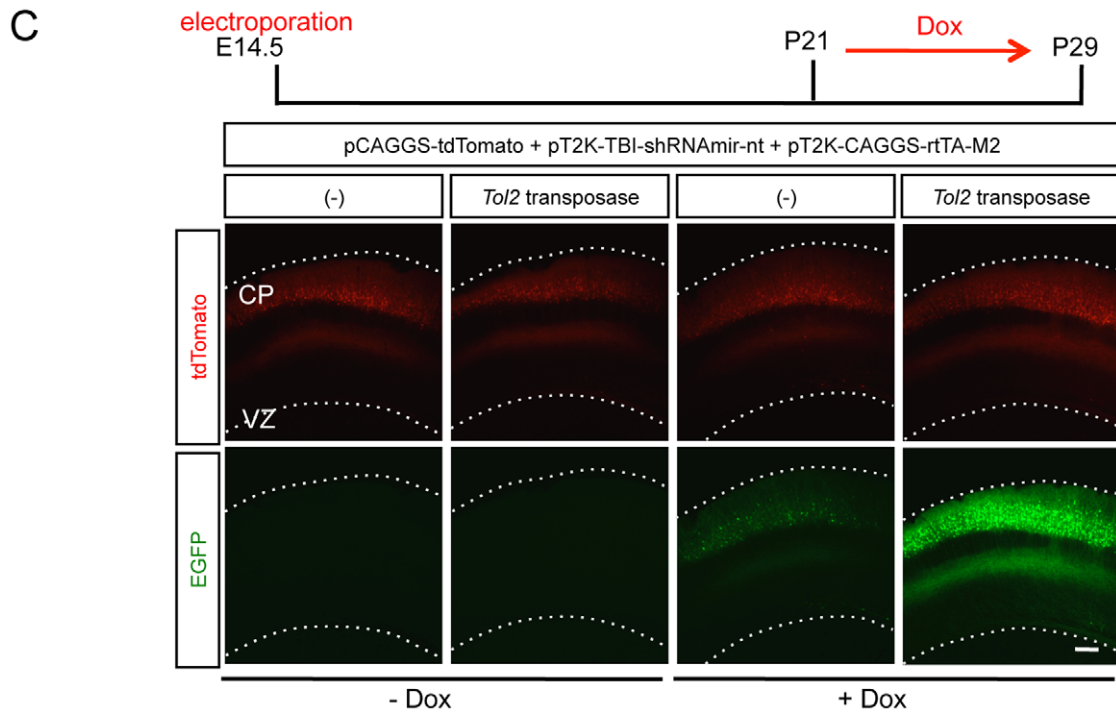 C
electroporation
E14.5
P21
Dox
P29
pCAGGS-tdTomato + pT2K-TBI-shRNAmir-nt + pT2K-CAGGS-rtTA-M2
(-)
Tol2 transposase
(-)
Tol2 transposase
tdTomato
CP
VZ
EGFP
- Dox
+ Dox